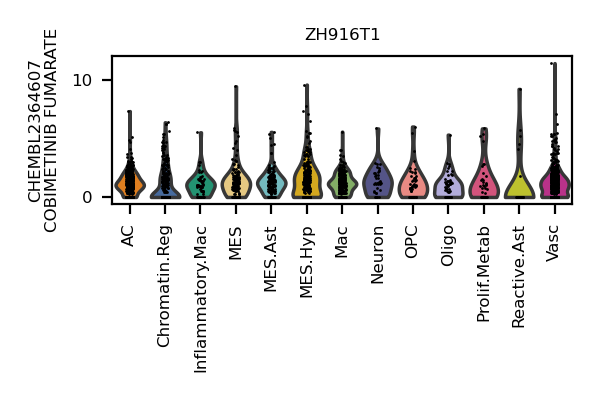 ZH916T1
CHEMBL2364607
COBIMETINIB FUMARATE
10
0
AC
Chromatin.Reg
Inflammatory.Mac
MES
MES.Ast
MES.Hyp
Mac
Neuron
OPC
Oligo
Prolif.Metab
Reactive.Ast
Vasc